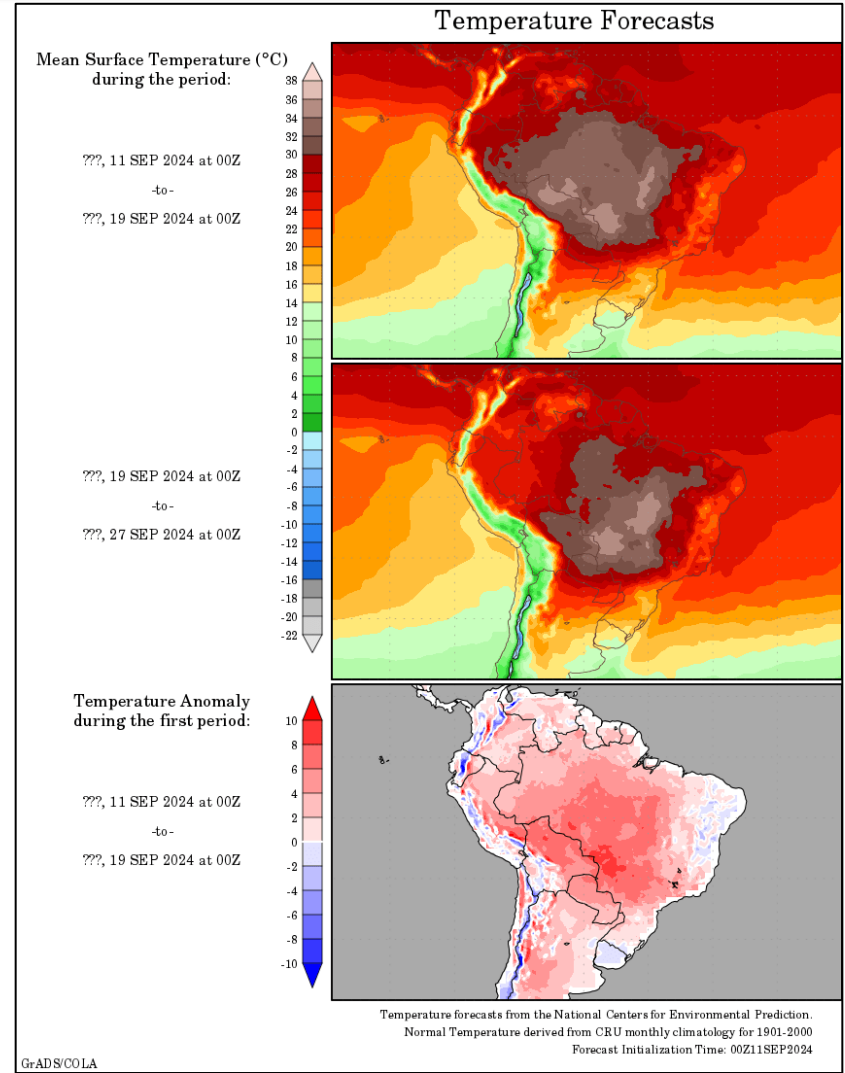 Temperature Forecasts
Mean Surface Temperature (°C)
during the period:
38
36
34
32
30
28
26
24
22
20
18
16
14
12
10
8
6
4
2
0
-2
-4
-6
-8
-10
-12
-14
-16
-18
-20
-22
???, 11 SEP 2024 at 00Z
-to-
???, 19 SEP 2024 at 00Z
???, 19 SEP 2024 at 00Z
-to-
???, 27 SEP 2024 at 00Z
Temperature Anomaly
during the first period:
10
8
6
4
2
0
-2
-4
-6
-8
-10
???, 11 SEP 2024 at 00Z
-to-
???, 19 SEP 2024 at 00Z
Temperature forecasts from the National Centers for Environmental Prediction.
Normal Temperature derived from CRU monthly climatology for 1901-2000
Forecast Initialization Time: 00Z11SEP2024
GrADS/COLA